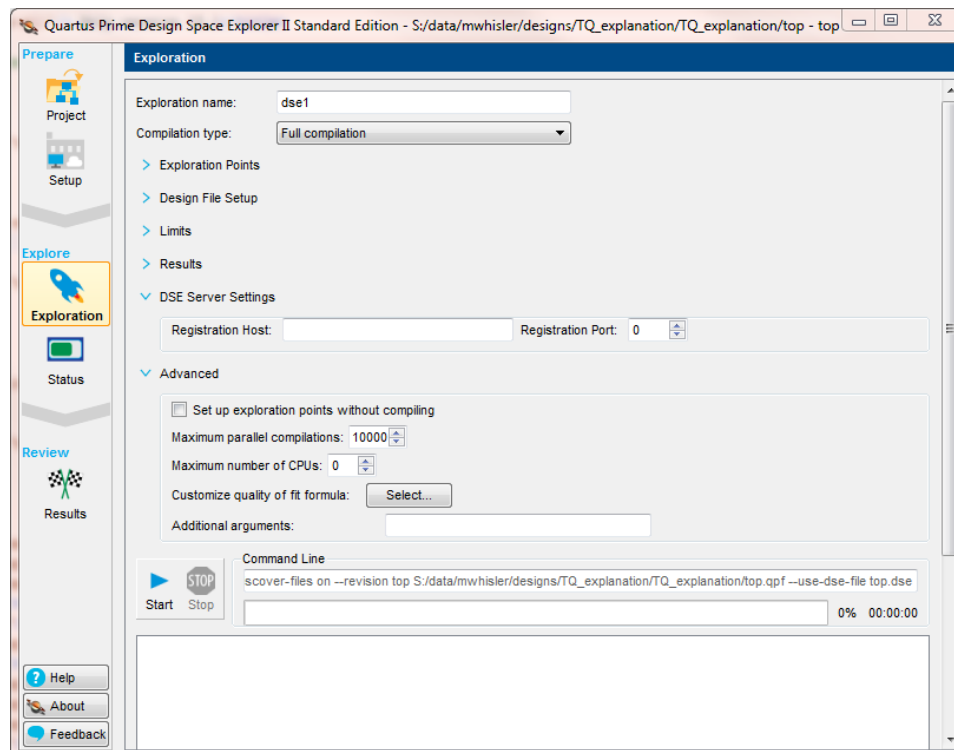 Quartus Prime Design Space Explorer II Standard Edition - S:/data/mwhisler/designs/TQ_explanation/TQ_explanation/top - top
Prepare
Project
Setup
Explore
Exploration
Status
Review
Results
Help
About
Feedback
Exploration
Exploration name: dse1
Compilation type: Full compilation
Exploration Points
Design File Setup
Limits
Results
DSE Server Settings
Registration Host: Registration Port: 0
Advanced
Set up exploration points without compiling
Maximum parallel compilations: 10000
Maximum number of CPUs: 0
Customize quality of fit formula: Select...
Additional arguments:
Start
STOP
Stop
Command Line
scover-files on --revision top S:/data/mwhisler/designs/TQ_explanation/TQ_explanation/top.qpf --use-dse-file top.dse
0% 00:00:00